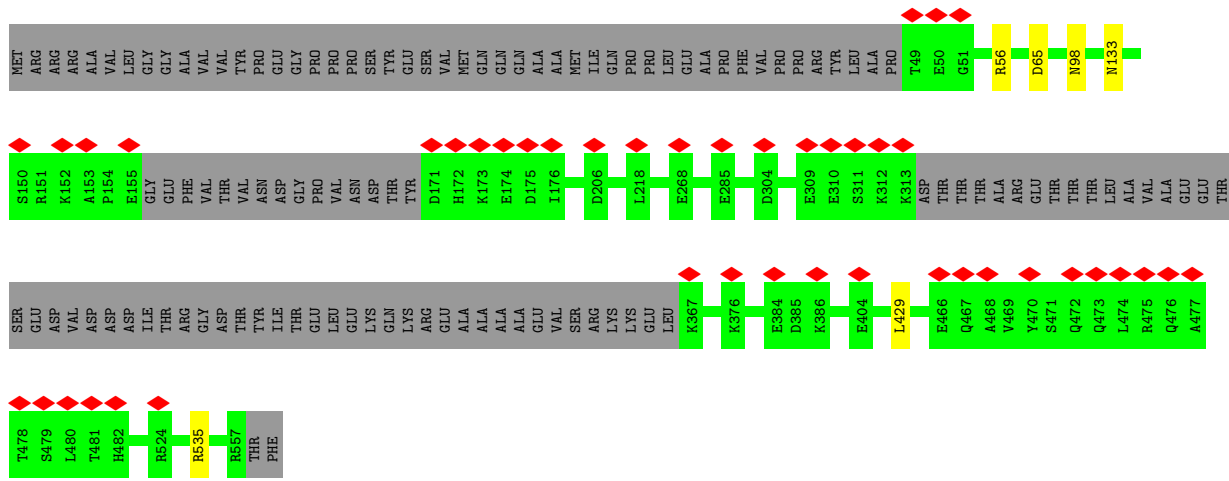 MET ARG ARG ARG ALA VAL LEU GLY GLY ALA VAL VAL TYR PRO GLU GLY PRO PRO PRO SER TYR GLU SER VAL MET GLN GLN GLN ALA ALA MET ILE GLN PRO PRO LEU GLU ALA PRO PHE VAL PRO PRO ARG TYR LEU ALA PRO T49 E50 G51 R56 D65 N98 N133
S150 R151 K152 A153 P154 E155 GLY GLU PHE VAL THR VAL ASN ASP GLY PRO VAL ASN ASP THR TYR D171 H172 K173 E174 D175 I176 D206 L218 E268 E285 D304 E309 E310 S311 K312 K313 ASP THR THR THR ALA ARG GLU THR THR THR LEU ALA VAL ALA GLU GLU THR
SER GLU ASP VAL ASP ASP ASP ILE THR ARG GLY ASP THR TYR ILE THR GLU LEU GLU LYS GLN LYS ARG GLU ALA ALA ALA ALA GLU VAL SER ARG LYS LYS GLU LEU K367 K376 E384 D385 K386 E404 L429 E466 Q467 A468 V469 Y470 S471 Q472 Q473 L474 R475 Q476 A477
T478 S479 L480 T481 H482 R524 R535 R557 THR PHE